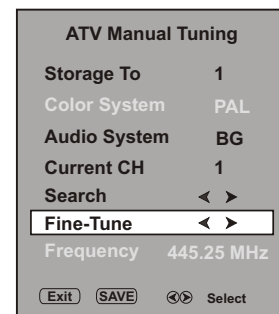 ATV Manual Tuning
Storage To 1
Color System PAL
Audio System BG
Current CH 1
Search
Fine-Tune
Frequency 445.25 MHz
Exit SAVE Select